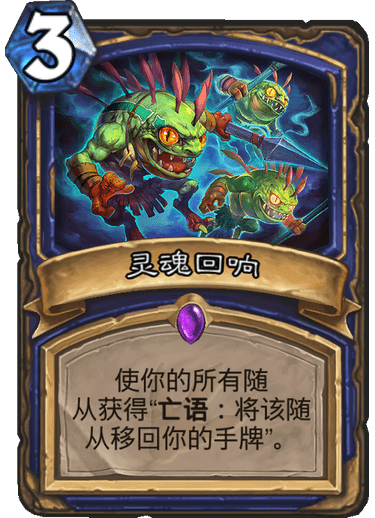 3
灵魂回响
使你的所有随
从获得“亡语：将该随
从移回你的手牌”。